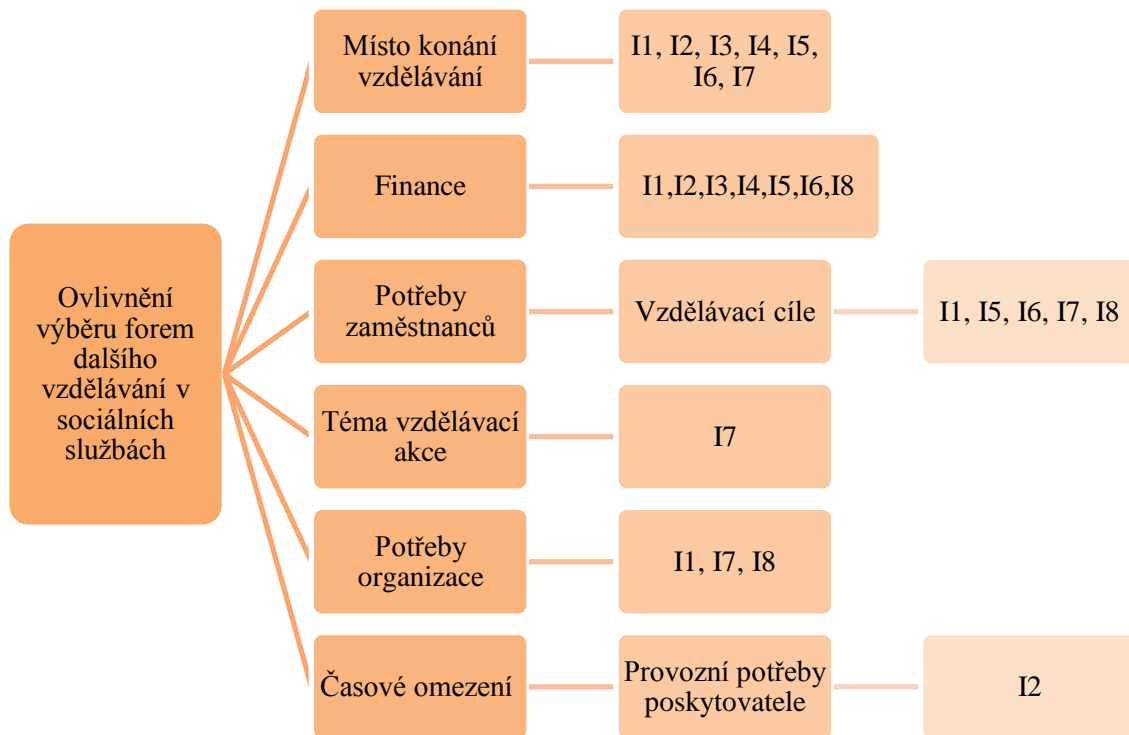 Ovlivnění
výběru forem
dalšího
vzdělávání v
sociálních
službách
Místo konání
vzdělávání
I1, I2, I3, I4, I5,
I6, I7
Finance
I1,I2,I3,I4,I5,I6,I8
Potřeby
zaměstnanců
Vzdělávací cíle
I1, I5, I6, I7, I8
Téma vzdělávací
akce
I7
Potřeby
organizace
I1, I7, I8
Časové omezení
Provozní potřeby
poskytovatele
I2